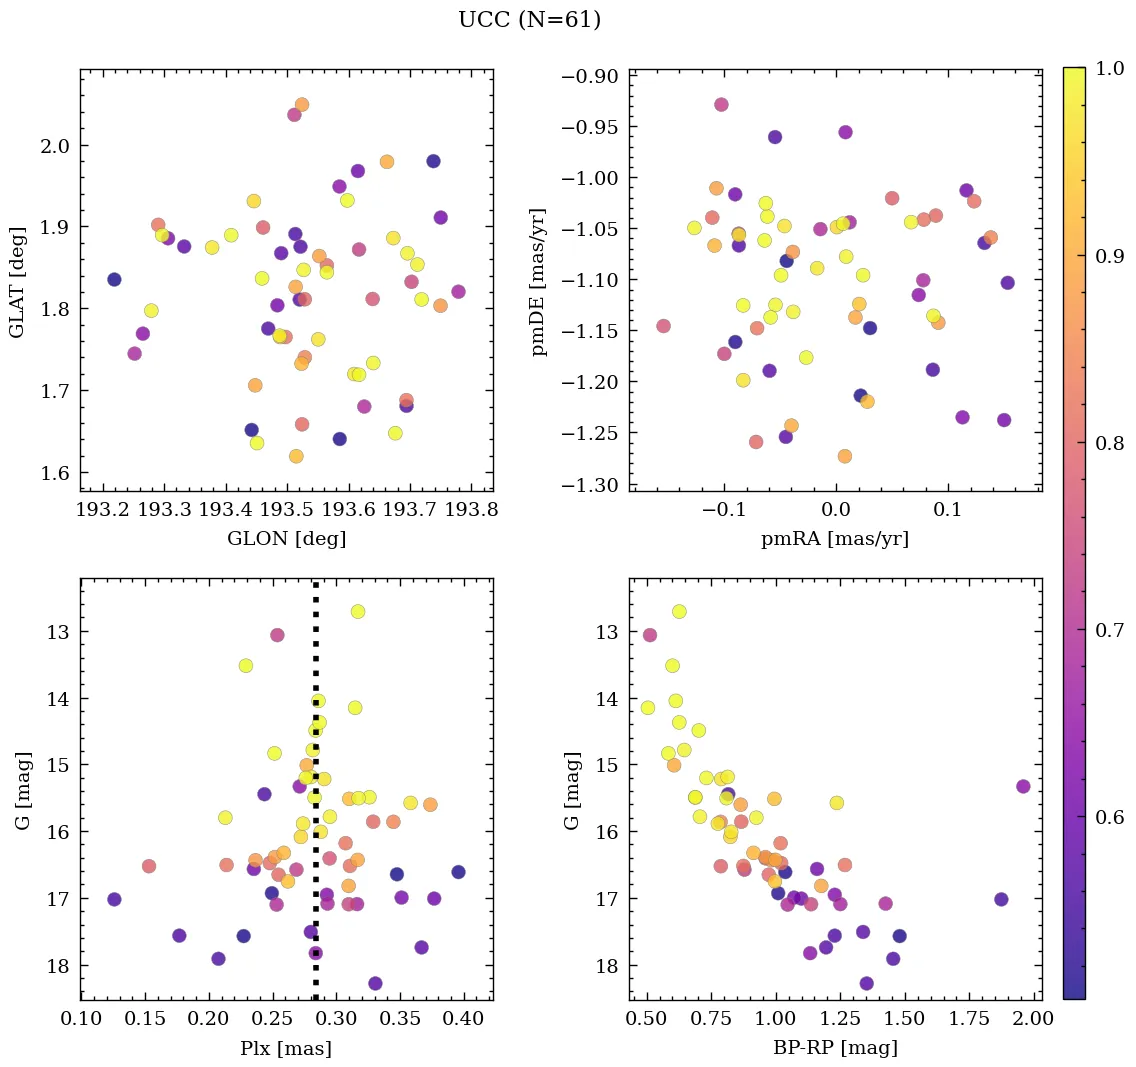 UCC (N=61)
2.0
1.9
1.8
1.7
1.6
GLAT [deg]
193.2 193.3 193.4 193.5 193.6 193.7 193.8
GLON [deg]
−0.90
−0.95
−1.00
−1.05
−1.10
−1.15
−1.20
−1.25
−1.30
pmDE [mas/yr]
−0.1 0.0 0.1
pmRA [mas/yr]
13
14
15
16
17
18
G [mag]
0.10 0.15 0.20 0.25 0.30 0.35 0.40
Plx [mas]
13
14
15
16
17
18
G [mag]
0.50 0.75 1.00 1.25 1.50 1.75 2.00
BP-RP [mag]
1.0
0.9
0.8
0.7
0.6